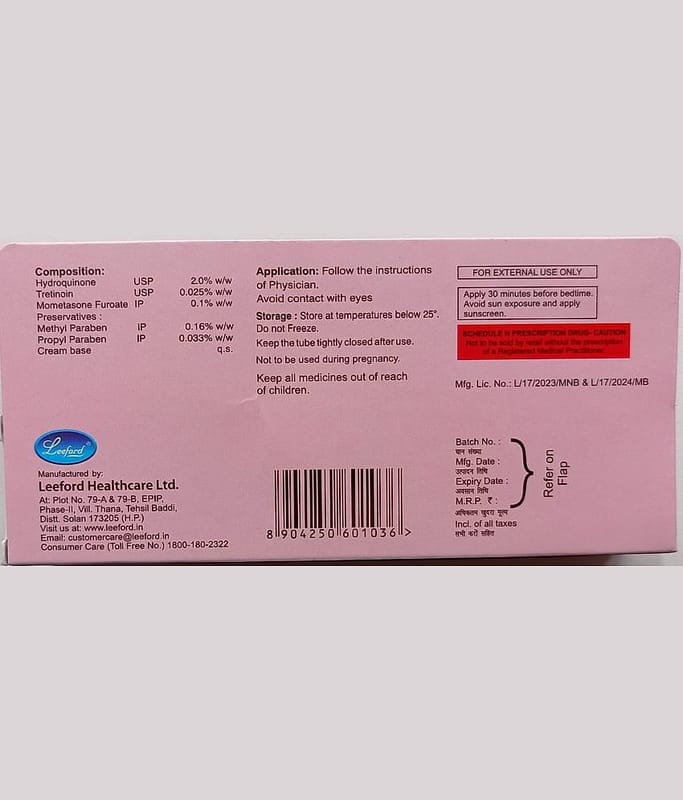 Composition:
Hydroquinone USP 2.0% w/w
Tretinoin USP 0.025% w/w
Mometasone Furoate IP 0.1% w/w
Preservatives :
Methyl Paraben IP 0.16% w/w
Propyl Paraben IP 0.033% w/w
Cream base q.s.
Leeford
Manufactured by:
Leeford Healthcare Ltd.
At: Plot No. 79-A & 79-B, EPIP,
Phase-II, Vill. Thana, Tehsil Baddi,
Distt. Solan 173205 (H.P.)
Visit us at: www.leeford.in
Email: customercare@leeford.in
Consumer Care (Toll Free No.) 1800-180-2322
Application: Follow the instructions
of Physician.
Avoid contact with eyes
Storage : Store at temperatures below 25°.
Do not Freeze.
Keep the tube tightly closed after use.
Not to be used during pregnancy.
Keep all medicines out of reach
of children.
8 904250 601036 >
FOR EXTERNAL USE ONLY
Apply 30 minutes before bedtime.
Avoid sun exposure and apply
sunscreen.
SCHEDULE H PRESCRIPTION DRUG- CAUTION
Not to be sold by retail without the prescription
of a Registered Medical Practitioner.
Mfg. Lic. No.: L/17/2023/MNB & L/17/2024/MB
Batch No. :
घान संख्या
Mfg. Date :
उत्पादन तिथि
Expiry Date :
अवसान तिथि
M.R.P. ₹ :
अधिकतम खुदरा मूल्य
Incl. of all taxes
सभी करों सहित
Refer on
Flap